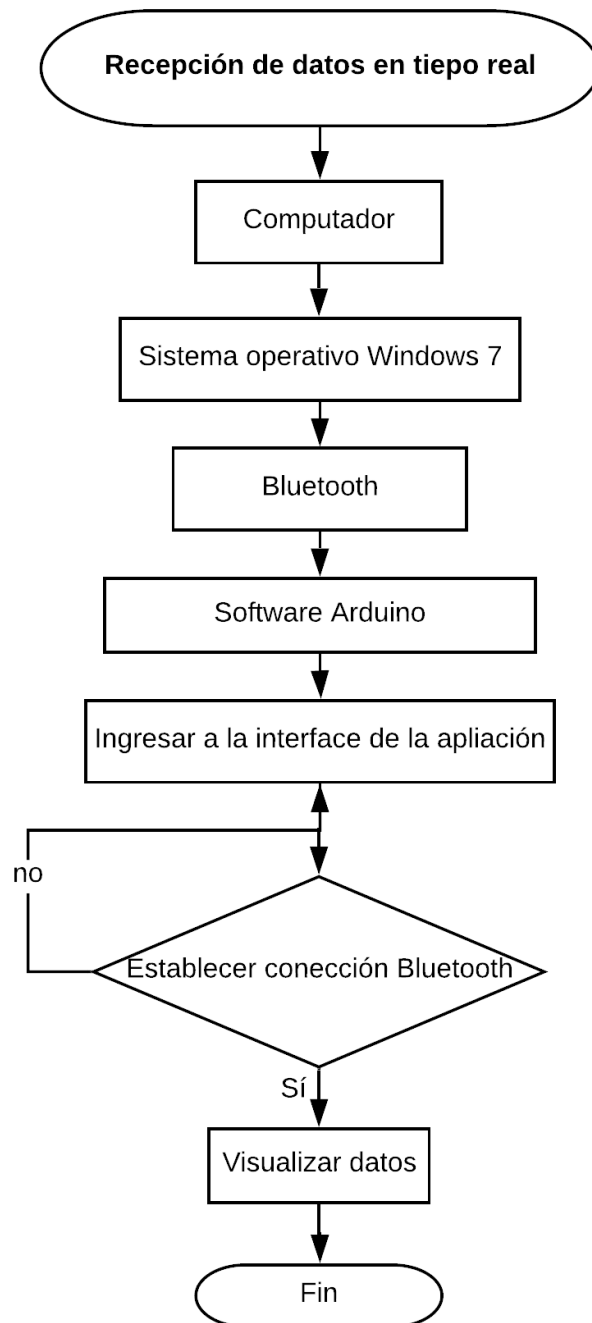 Recepción de datos en tiepo real
Computador
Sistema operativo Windows 7
Bluetooth
Software Arduino
Ingresar a la interface de la apliación
no
Establecer conección Bluetooth
Sí
Visualizar datos
Fin